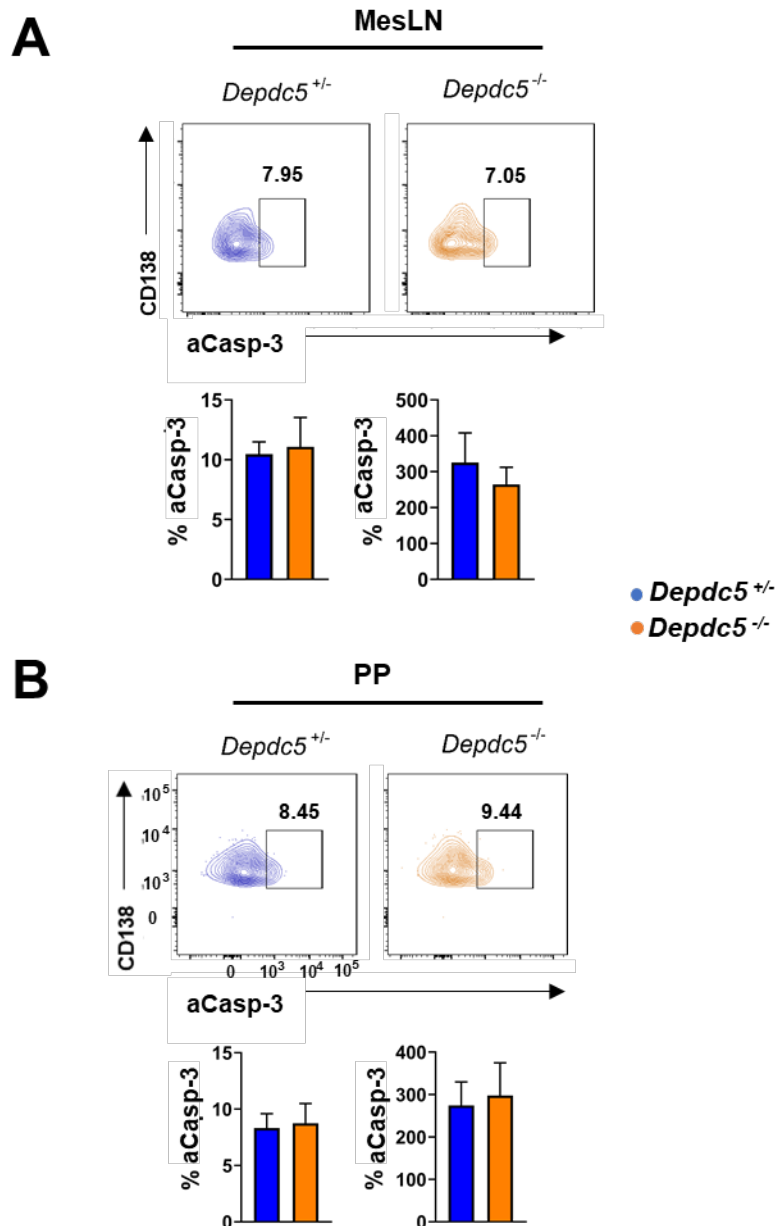 A
MesLN
Depdc5 +/-
Depdc5 -/-
7.95
7.05
CD138
aCasp-3
15
10
5
0
% aCasp-3
500
400
300
200
100
0
% aCasp-3
Depdc5 +/-
Depdc5 -/-
B
PP
Depdc5 +/-
Depdc5 -/-
10^5
10^4
10^3
0
8.45
9.44
CD138
0 10^3 10^4 10^5
aCasp-3
15
10
5
0
% aCasp-3
400
300
200
100
0
% aCasp-3